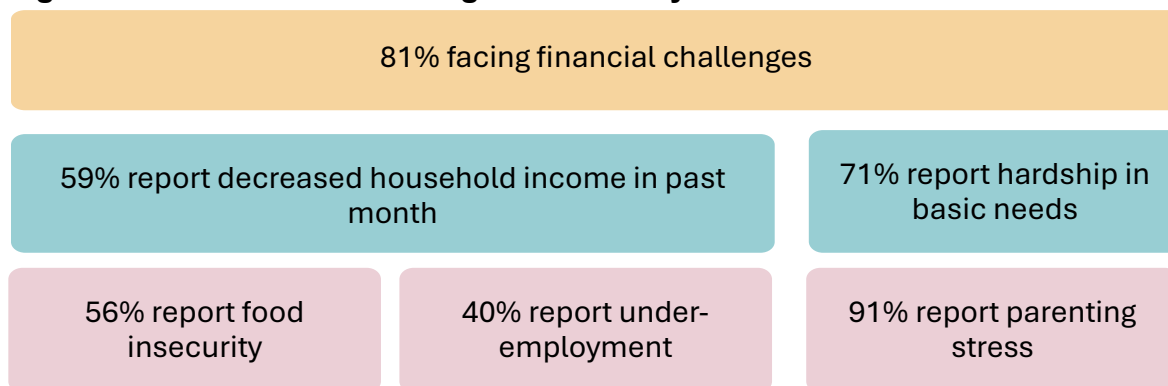 81% facing financial challenges
59% report decreased household income in past
month
71% report hardship in
basic needs
56% report food
insecurity
40% report under-
employment
91% report parenting
stress